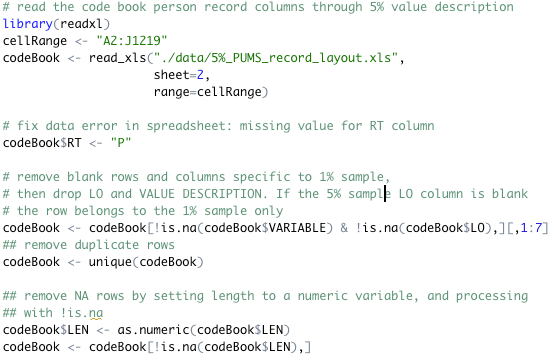 # read the code book person record columns through 5% value description
library(readxl)
cellRange <- "A2:J1219"
codeBook <- read_xls("./data/5%_PUMS_record_layout.xls",
sheet=2,
range=cellRange)
# fix data error in spreadsheet: missing value for RT column
codeBook$RT <- "P"
# remove blank rows and columns specific to 1% sample,
# then drop LO and VALUE DESCRIPTION. If the 5% sample LO column is blank
# the row belongs to the 1% sample only
codeBook <- codeBook[!is.na(codeBook$VARIABLE) & !is.na(codeBook$LO),][,1:7]
## remove duplicate rows
codeBook <- unique(codeBook)
## remove NA rows by setting length to a numeric variable, and processing
## with !is.na
codeBook$LEN <- as.numeric(codeBook$LEN)
codeBook <- codeBook[!is.na(codeBook$LEN),]